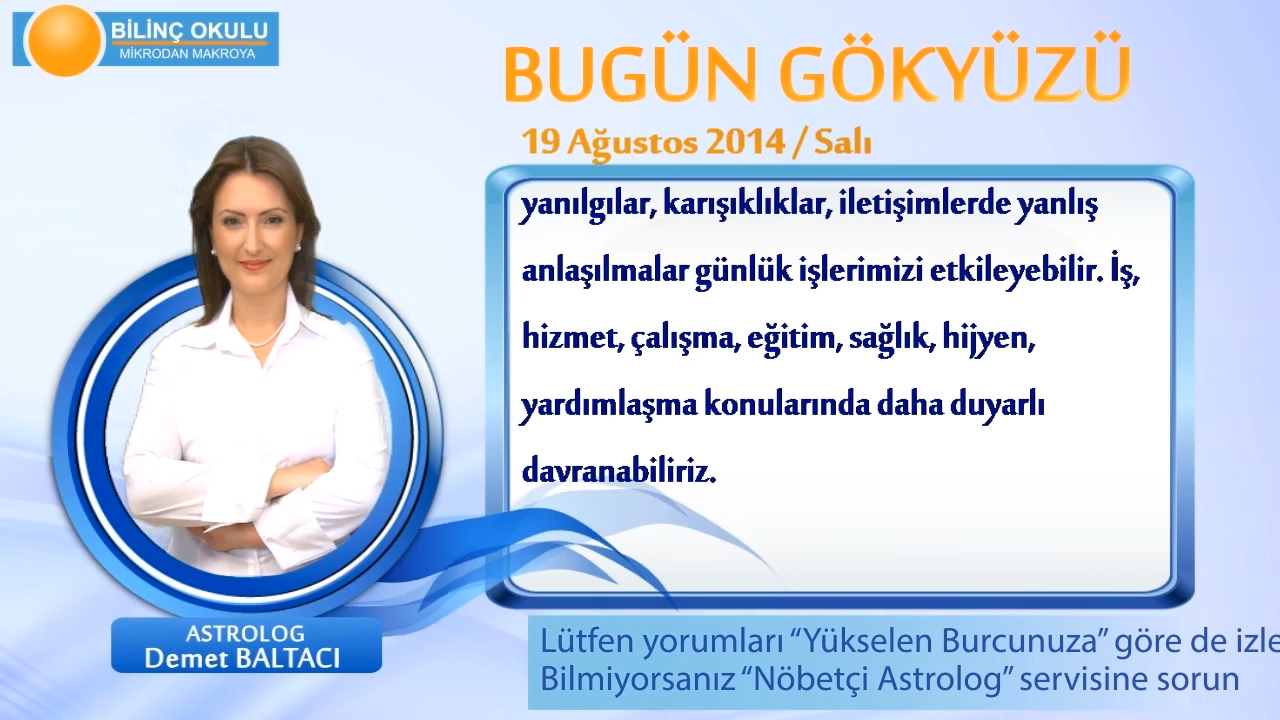 BİLİNÇ OKULU
MİKRODAN MAKROYA
BUGÜN GÖKYÜZÜ
19 Ağustos 2014 / Salı
yanılgılar, karışıklıklar, iletişimlerde yanlış
anlaşılmalar günlük işlerimizi etkileyebilir. İş,
hizmet, çalışma, eğitim, sağlık, hijyen,
yardımlaşma konularında daha duyarlı
davranabiliriz.
ASTROLOG
Demet BALTACI
Lütfen yorumları “Yükselen Burcunuza” göre de
Bilmiyorsanız “Nöbetçi Astrolog” servisine sorun